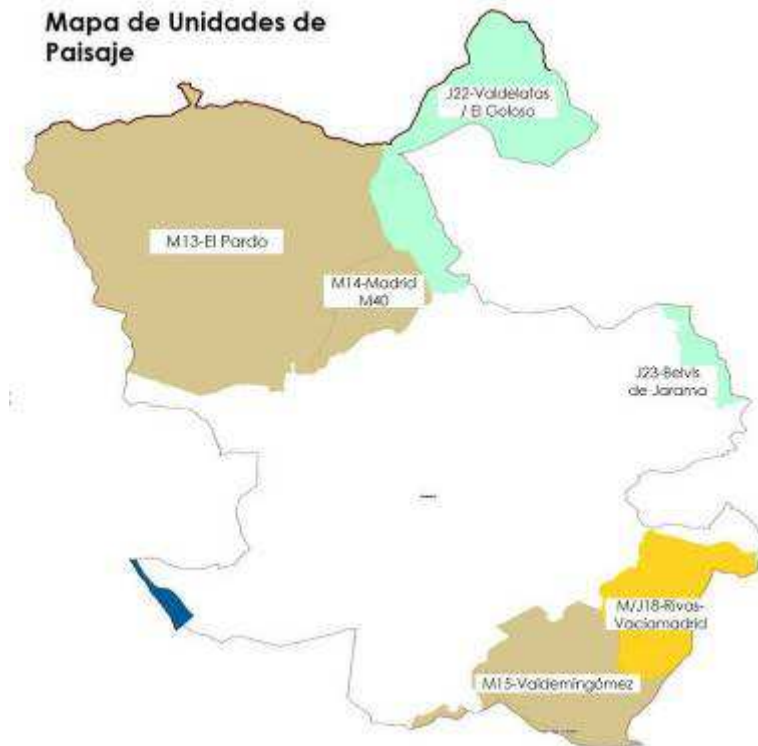 Mapa de Unidades de
Paisaje
J22-Valdelatas
/ El Goloso
M13-El Pardo
M14-Madrid
M40
J23-Belvis
de Jarama
M/J18-Rivas-
Vaciamadrid
M15-Valdemingómez